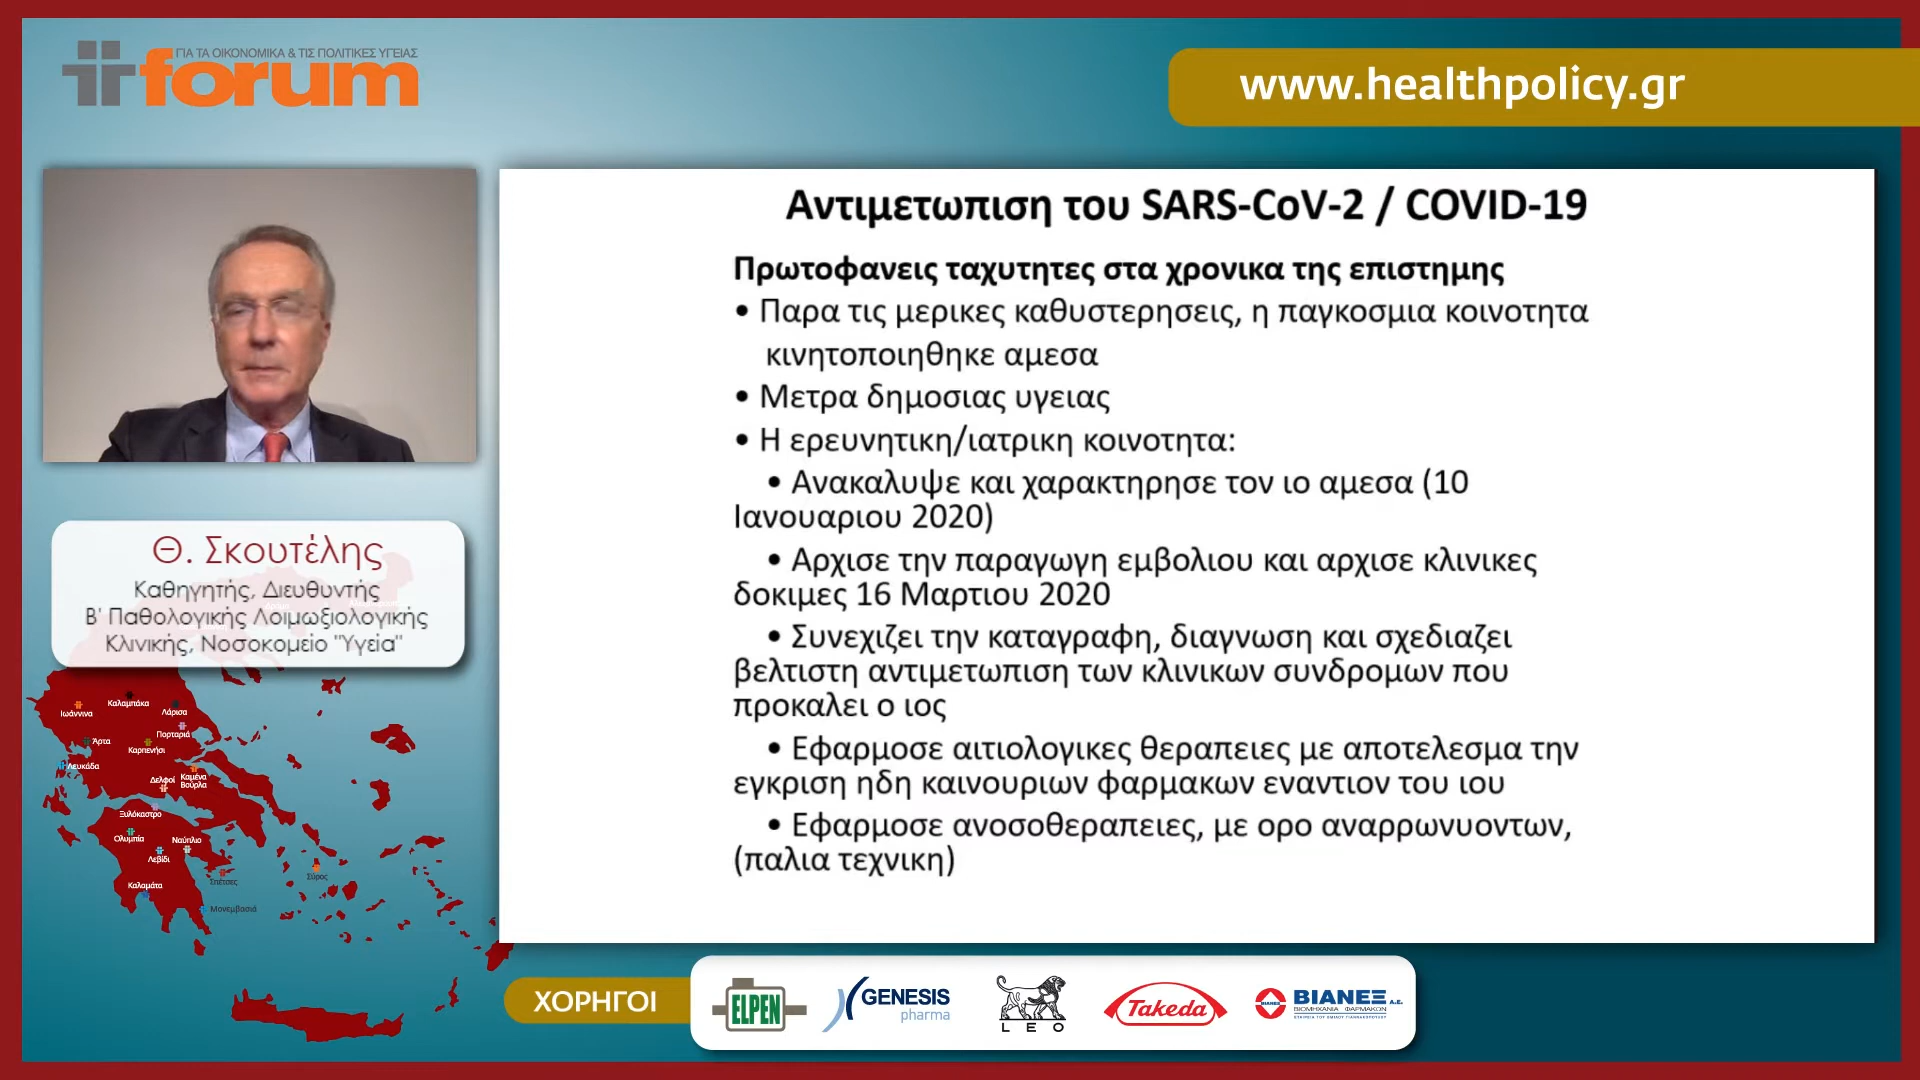 ΓΙΑ ΤΑ ΟΙΚΟΝΟΜΙΚΑ & ΤΙΣ ΠΟΛΙΤΙΚΕΣ ΥΓΕΙΑΣ
forum
www.healthpolicy.gr
Αντιμετωπιση του SARS-CoV-2 / COVID-19
Πρωτοφανεις ταχυτητες στα χρονικα της επιστημης
• Παρα τις μερικες καθυστερησεις, η παγκοσμια κοινοτητα
κινητοποιηθηκε αμεσα
• Μετρα δημοσιας υγειας
• Η ερευνητικη/ιατρικη κοινοτητα:
• Ανακαλυψε και χαρακτηρησε τον ιο αμεσα (10
Ιανουαριου 2020)
• Αρχισε την παραγωγη εμβολιου και αρχισε κλινικες
δοκιμες 16 Μαρτιου 2020
• Συνεχιζει την καταγραφη, διαγνωση και σχεδιαζει
βελτιστη αντιμετωπιση των κλινικων συνδρομων που
προκαλει ο ιος
• Εφαρμοσε αιτιολογικες θεραπειες με αποτελεσμα την
εγκριση ηδη καινουριων φαρμακων εναντιον του ιου
• Εφαρμοσε ανοσοθεραπειες, με ορο αναρρωνυοντων,
(παλια τεχνικη)
Θ. Σκουτέλης
Καθηγητής, Διευθυντής
Β' Παθολογικής Λοιμωξιολογικής
Κλινικής, Νοσοκομείο "Υγεία"
Καλαμπάκα
Ιωάννινα
Λάρισα
Πορταριά
Άρτα
Καρπενήσι
Λευκάδα
Δελφοί
Καμένα
Βούρλα
Ξυλόκαστρο
Ολυμπία
Ναύπλιο
Λεβίδι
Σπέτσες
Σύρος
Καλαμάτα
Μονεμβασιά
ΧΟΡΗΓΟΙ
ELPEN
GENESIS
pharma
LEO
Takeda
ΒΙΑΝΕΞ Α.Ε.
ΒΙΟΜΗΧΑΝΙΑ ΦΑΡΜΑΚΩΝ